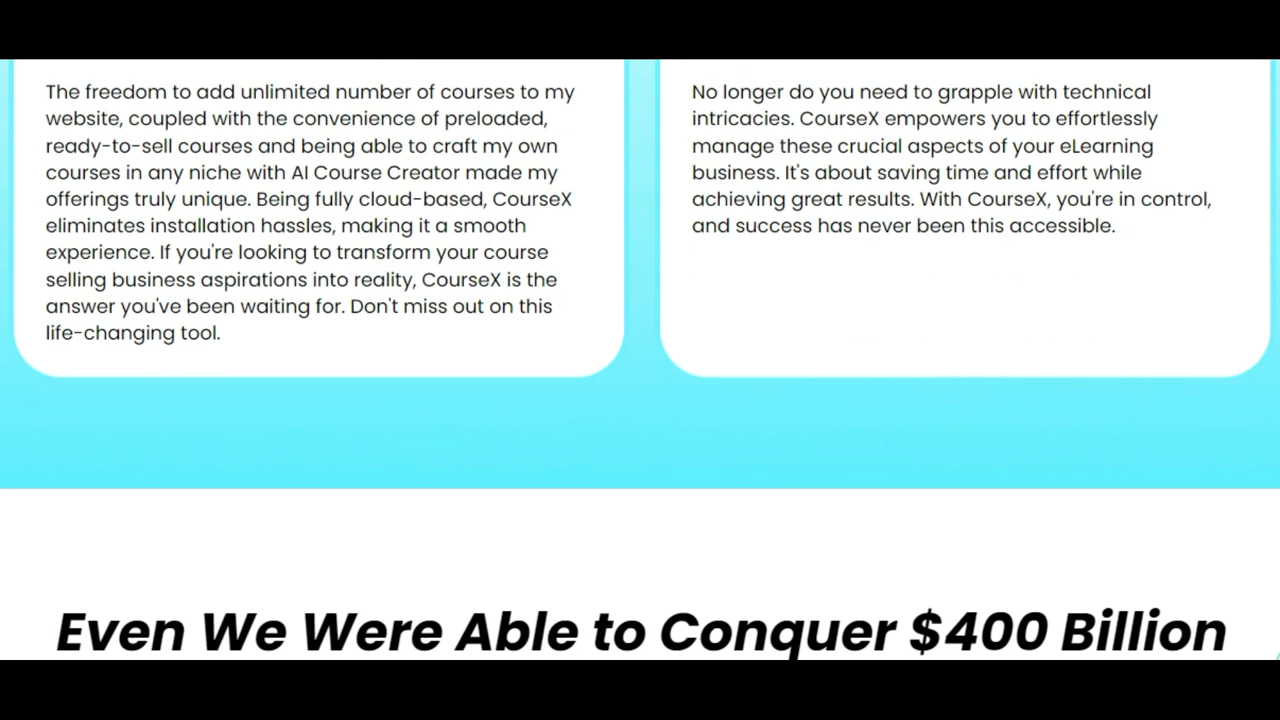 The freedom to add unlimited number of courses to my
website, coupled with the convenience of preloaded,
ready-to-sell courses and being able to craft my own
courses in any niche with AI Course Creator made my
offerings truly unique. Being fully cloud-based, CourseX
eliminates installation hassles, making it a smooth
experience. If you're looking to transform your course
selling business aspirations into reality, CourseX is the
answer you've been waiting for. Don't miss out on this
life-changing tool.
No longer do you need to grapple with technical
intricacies. CourseX empowers you to effortlessly
manage these crucial aspects of your eLearning
business. It's about saving time and effort while
achieving great results. With CourseX, you're in control,
and success has never been this accessible.
Even We Were Able to Conquer $400 Billion